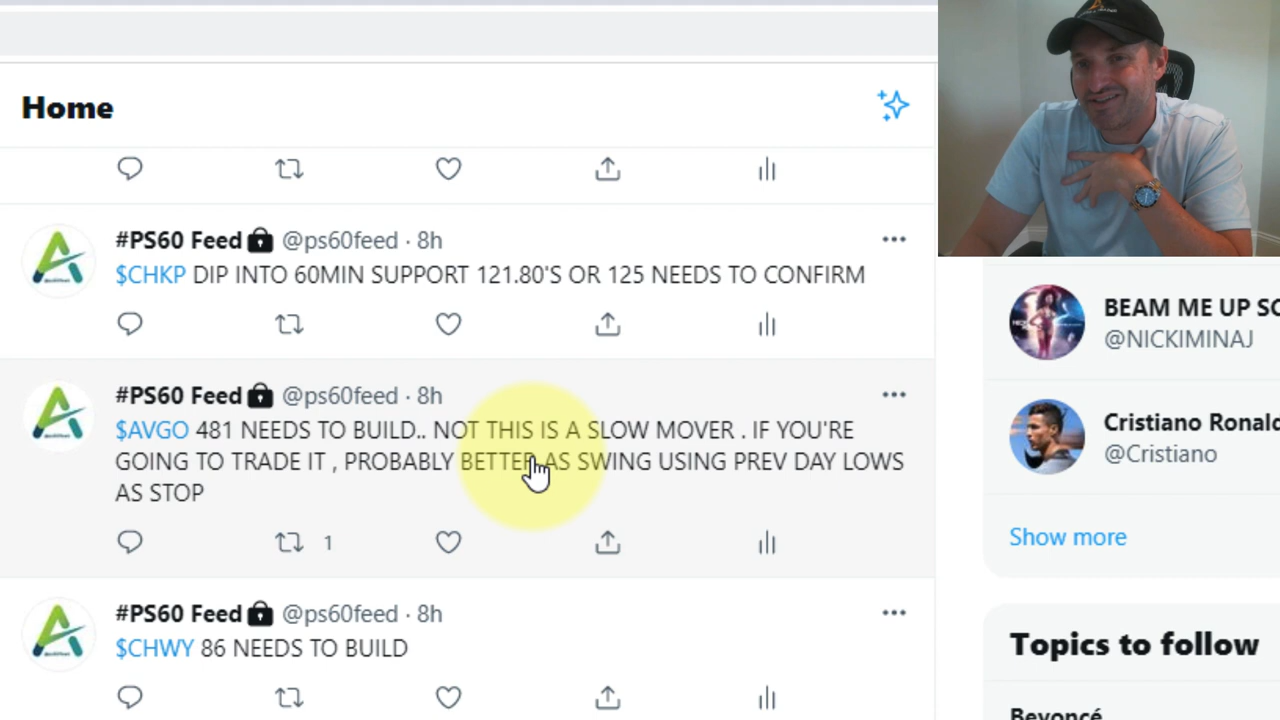 Home
#PS60 Feed @ps60feed · 8h
$CHKP DIP INTO 60MIN SUPPORT 121.80'S OR 125 NEEDS TO CONFIRM
#PS60 Feed @ps60feed · 8h
$AVGO 481 NEEDS TO BUILD.. NOT THIS IS A SLOW MOVER . IF YOU'RE
GOING TO TRADE IT , PROBABLY BETTER AS SWING USING PREV DAY LOWS
AS STOP
1
#PS60 Feed @ps60feed · 8h
$CHWY 86 NEEDS TO BUILD
BEAM ME UP SC
@NICKIMINAJ
Cristiano Ronald
@Cristiano
Show more
Topics to follow
Beyoncé